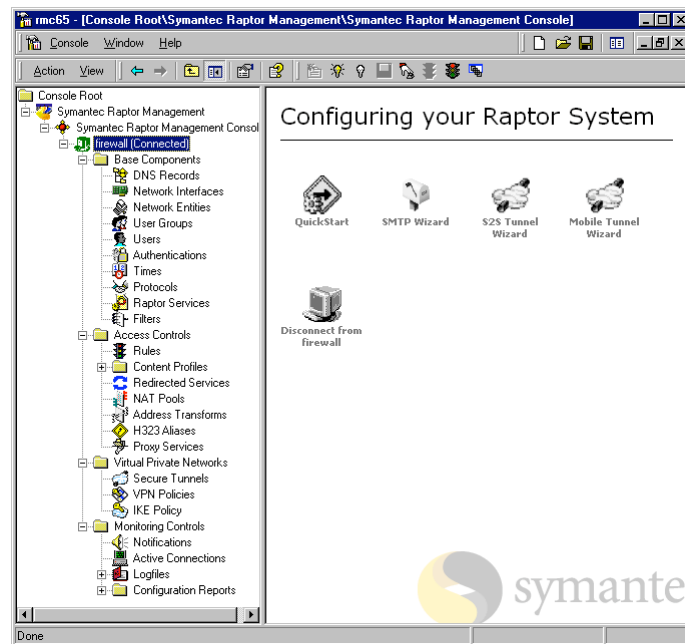 rmc65 - [Console Root\Symantec Raptor Management\Symantec Raptor Management Console]
Console Window Help
Action View
Console Root
Symantec Raptor Management
Symantec Raptor Management Consol
firewall (Connected)
Base Components
DNS Records
Network Interfaces
Network Entities
User Groups
Users
Authentications
Times
Protocols
Raptor Services
Filters
Access Controls
Rules
Content Profiles
Redirected Services
NAT Pools
Address Transforms
H323 Aliases
Proxy Services
Virtual Private Networks
Secure Tunnels
VPN Policies
IKE Policy
Monitoring Controls
Notifications
Active Connections
Logfiles
Configuration Reports
Configuring your Raptor System
QuickStart
SMTP Wizard
S2S Tunnel
Wizard
Mobile Tunnel
Wizard
Disconnect from
firewall
symante
Done